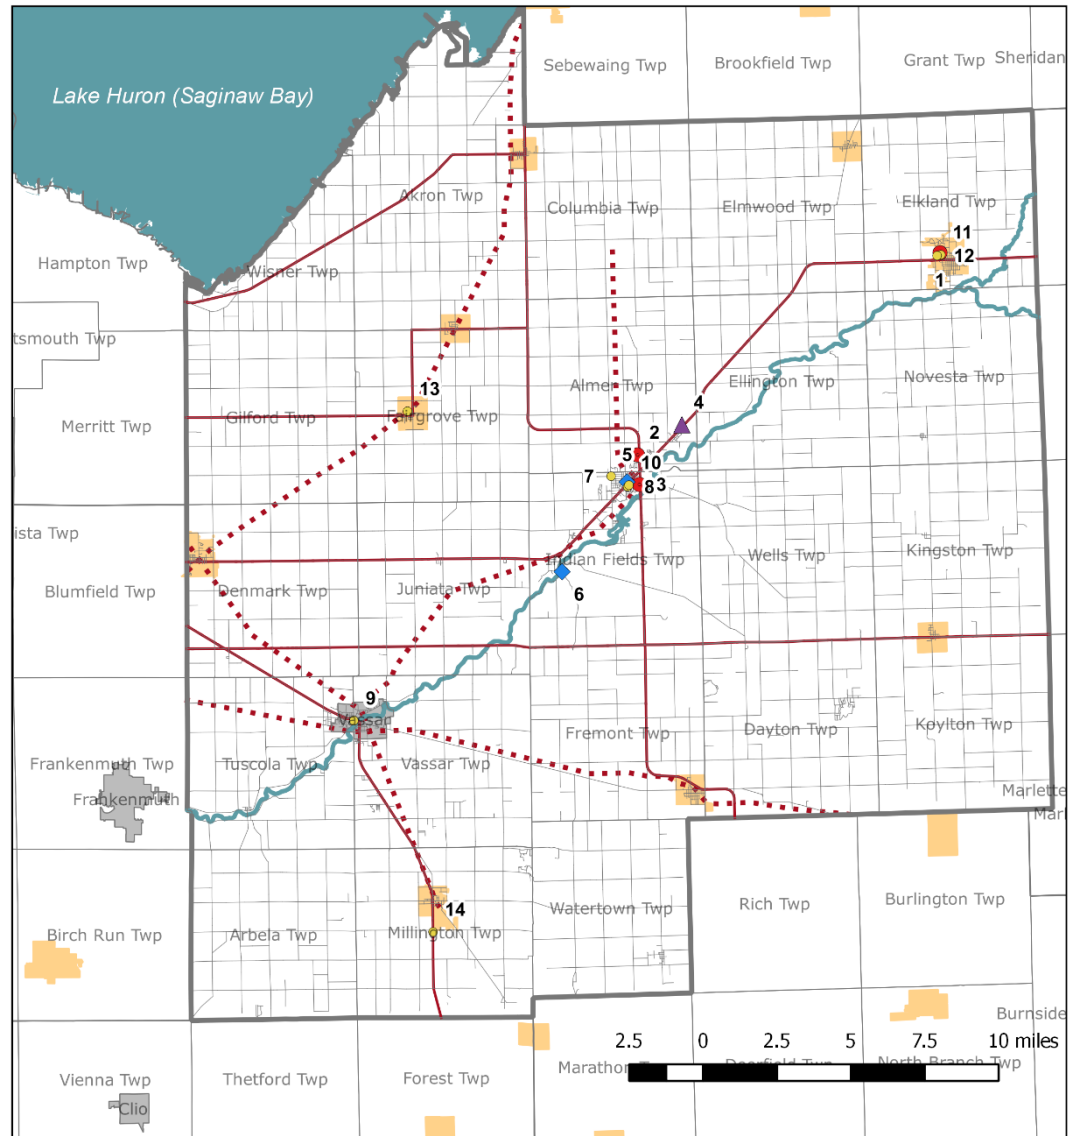 Sebewaing Twp
Brookfield Twp
Grant Twp
Sheridan
Lake Huron (Saginaw Bay)
Akron Twp
Columbia Twp
Elmwood Twp
Elkland Twp
11
12
1
Hampton Twp
Wisner Twp
tsmouth Twp
Almer Twp
Ellington Twp
Novesta Twp
13
4
Merritt Twp
Gilford Twp
Fairgrove Twp
2
5
10
7
8
3
ista Twp
Indian Fields Twp
Wells Twp
Kingston Twp
Blumfield Twp
Denmark Twp
Juniata Twp
6
9
Vassar
Fremont Twp
Dayton Twp
Koylton Twp
Frankenmuth Twp
Tuscola Twp
Vassar Twp
Frankenmuth
Marlette
Marl
Birch Run Twp
Arbela Twp
14
Millington Twp
Watertown Twp
Rich Twp
Burlington Twp
Burnside
2.5 0 2.5 5 7.5 10 miles
Vienna Twp
Thetford Twp
Forest Twp
Marathon
Deerfield Twp
North Branch Twp
Clio